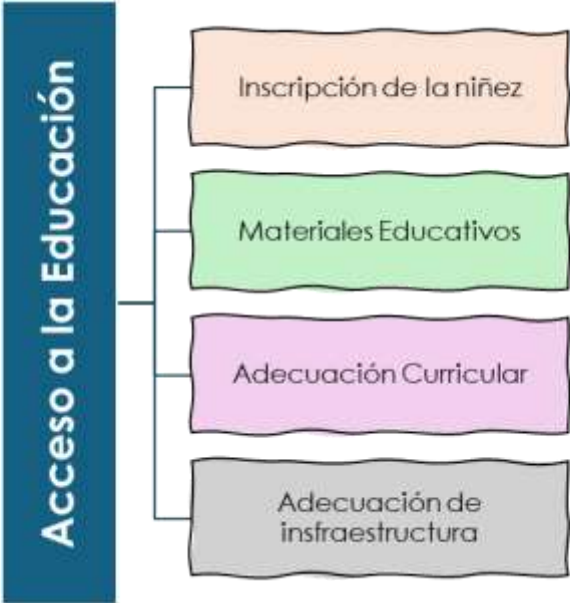 Acceso a la Educación
Inscripción de la niñez
Materiales Educativos
Adecuación Curricular
Adecuación de
insfraestructura